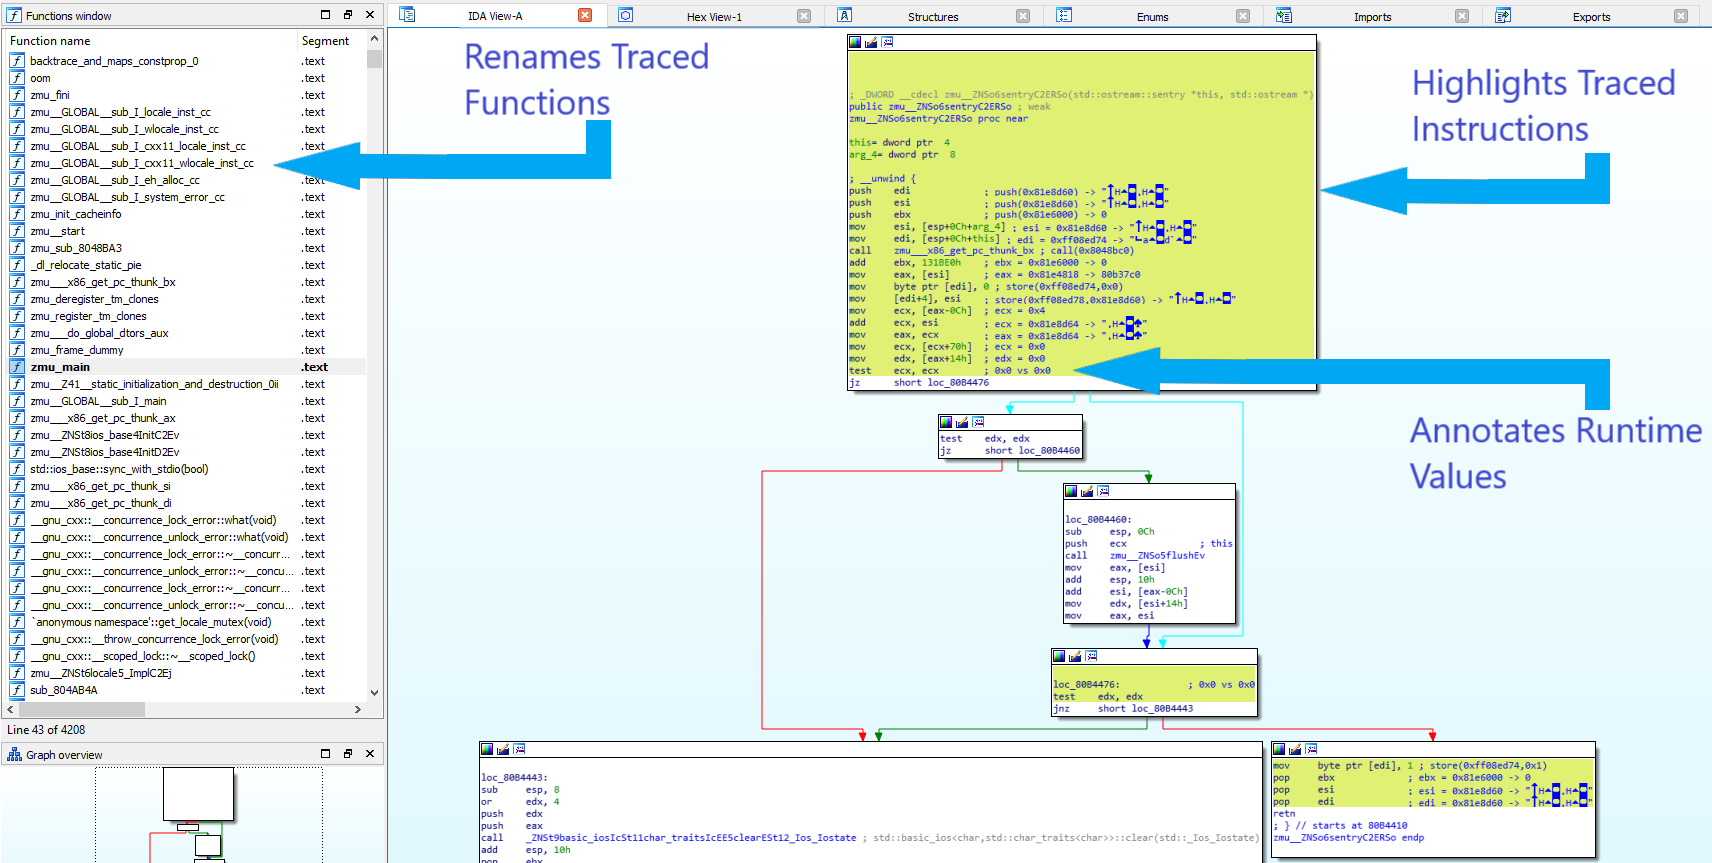 Functions window
IDA View-A
Hex View-1
Structures
Enums
Imports
Exports
Function name
Segment
backtrace_and_maps_constprop_0 .text
oom .text
zmu_fini .text
zmu__GLOBAL__sub_I_locale_inst_cc .text
zmu__GLOBAL__sub_I_wlocale_inst_cc .text
zmu__GLOBAL__sub_I_cxx11_locale_inst_cc .text
zmu__GLOBAL__sub_I_cxx11_wlocale_inst_cc .text
zmu__GLOBAL__sub_I_eh_alloc_cc .text
zmu__GLOBAL__sub_I_system_error_cc .text
zmu_init_cacheinfo .text
zmu__start .text
zmu_sub_8048BA3 .text
_dl_relocate_static_pie .text
zmu___x86_get_pc_thunk_bx .text
zmu_deregister_tm_clones .text
zmu_register_tm_clones .text
zmu___do_global_dtors_aux .text
zmu_frame_dummy .text
zmu_main .text
zmu__Z41__static_initialization_and_destruction_0ii .text
zmu__GLOBAL__sub_I_main .text
zmu___x86_get_pc_thunk_ax .text
zmu__ZNSt8ios_base4InitC2Ev .text
zmu__ZNSt8ios_base4InitD2Ev .text
std::ios_base::sync_with_stdio(bool) .text
zmu___x86_get_pc_thunk_si .text
zmu___x86_get_pc_thunk_di .text
__gnu_cxx::__concurrence_lock_error::what(void) .text
__gnu_cxx::__concurrence_unlock_error::what(void) .text
__gnu_cxx::__concurrence_lock_error::~__concurr... .text
__gnu_cxx::__concurrence_unlock_error::~__concu... .text
__gnu_cxx::__concurrence_lock_error::~__concurr... .text
__gnu_cxx::__concurrence_unlock_error::~__concu... .text
`anonymous namespace'::get_locale_mutex(void) .text
__gnu_cxx::__throw_concurrence_lock_error(void) .text
__gnu_cxx::__scoped_lock::~__scoped_lock() .text
zmu__ZNSt6locale5_ImplC2Ej .text
sub_804AB4A .text
Line 43 of 4208
Graph overview
Renames Traced
Functions
; _DWORD __cdecl zmu__ZNSo6sentryC2ERSo(std::ostream::sentry *this, std::ostream *)
public zmu__ZNSo6sentryC2ERSo ; weak
zmu__ZNSo6sentryC2ERSo proc near
this= dword ptr 4
arg_4= dword ptr 8
; __unwind {
push edi ; push(0x81e8d60) -> "
push esi ; push(0x81e8d60) -> "
push ebx ; push(0x81e6000) -> 0
mov esi, [esp+0Ch+arg_4] ; esi = 0x81e8d60 -> "
mov edi, [esp+0Ch+this] ; edi = 0xff08ed74 -> "
call zmu___x86_get_pc_thunk_bx ; call(0x8048bc0)
add ebx, 131BE0h ; ebx = 0x81e6000 -> 0
mov eax, [esi] ; eax = 0x81e4818 -> 80b37c0
mov byte ptr [edi], 0 ; store(0xff08ed74,0x0)
mov [edi+4], esi ; store(0xff08ed78,0x81e8d60) -> "
mov ecx, [eax-0Ch] ; ecx = 0x4
add ecx, esi ; ecx = 0x81e8d64 -> "
mov eax, ecx ; eax = 0x81e8d64 -> "
mov ecx, [ecx+70h] ; ecx = 0x0
mov edx, [eax+14h] ; edx = 0x0
test ecx, ecx ; 0x0 vs 0x0
jz short loc_80B4476
Highlights Traced
Instructions
Annotates Runtime
Values
test edx, edx
jz short loc_80B4460
loc_80B4460:
sub esp, 0Ch
push ecx ; this
call zmu__ZNSo5flushEv
mov eax, [esi]
add esp, 10h
add esi, [eax-0Ch]
mov edx, [esi+14h]
mov eax, esi
loc_80B4476: ; 0x0 vs 0x0
test edx, edx
jnz short loc_80B4443
loc_80B4443:
sub esp, 8
or edx, 4
push edx
push eax
call _ZNSt9basic_iosIcSt11char_traitsIcEE5clearESt12_Ios_Iostate ; std::basic_ios<char,std::char_traits<char>>::clear(std::_Ios_Iostate)
add esp, 10h
pop ebx
mov byte ptr [edi], 1 ; store(0xff08ed74,0x1)
pop ebx ; ebx = 0x81e6000 -> 0
pop esi ; esi = 0x81e8d60 -> "
pop edi ; edi = 0x81e8d60 -> "
retn
; } // starts at 80B4410
zmu__ZNSo6sentryC2ERSo endp